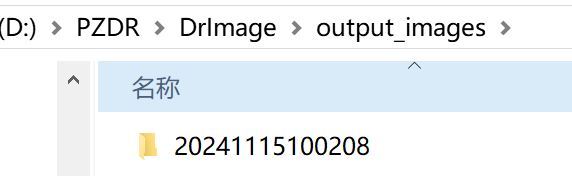 (D:) > PZDR > DrImage > output_images >
名称
20241115100208